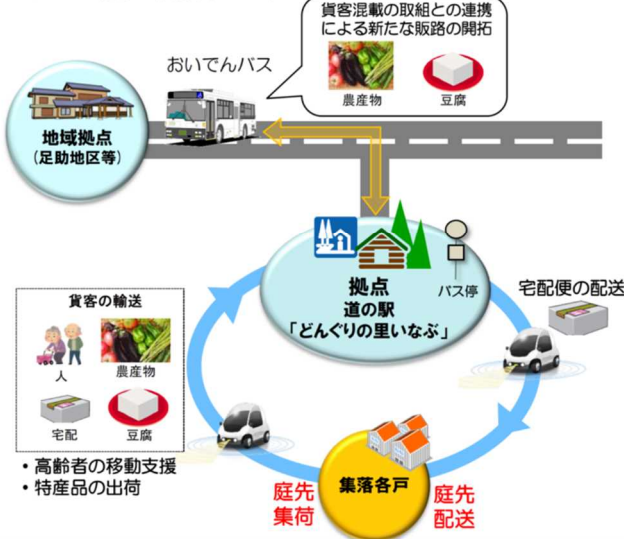 貨客混載の取組との連携
による新たな販路の開拓
農産物
豆腐
おいでんバス
地域拠点
(足助地区等)
拠点
道の駅
「どんぐりの里いなぶ」
バス停
宅配便の配送
貨客の輸送
人
農産物
宅配
豆腐
・高齢者の移動支援
・特産品の出荷
庭先
集荷
集落各戸
庭先
配送